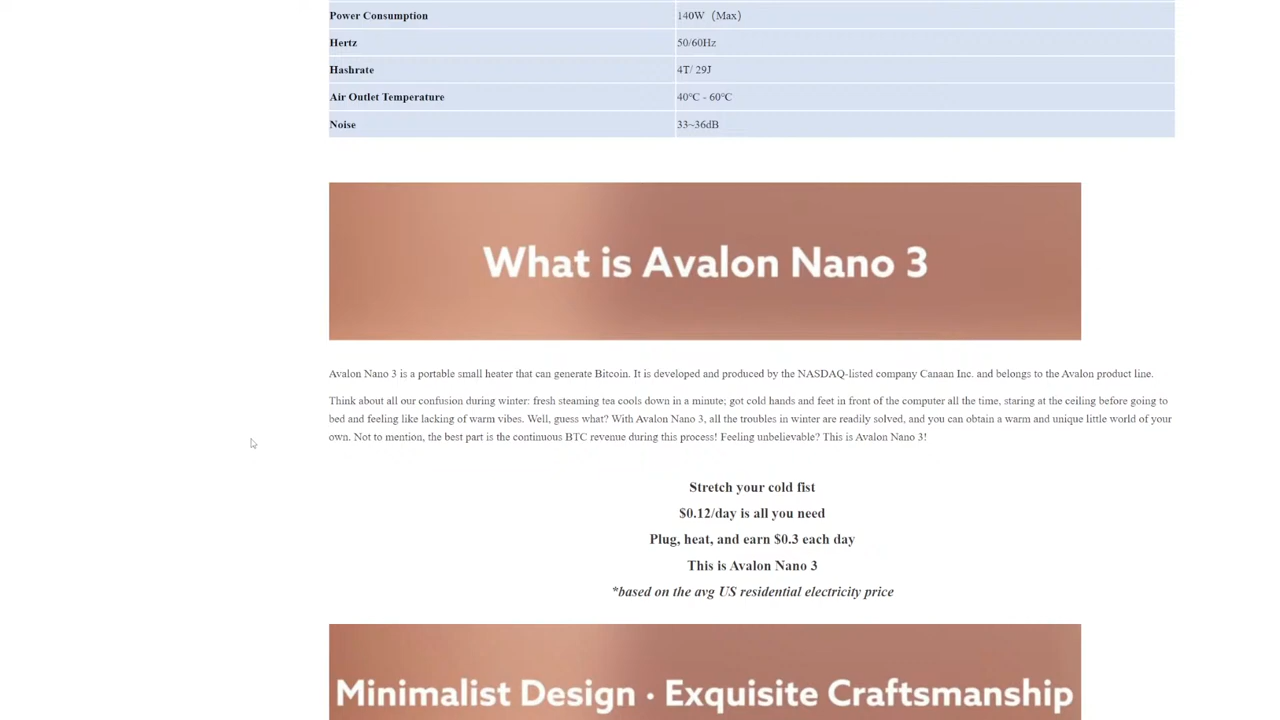 Power Consumption 140W（Max）
Hertz 50/60Hz
Hashrate 4T/ 29J
Air Outlet Temperature 40°C - 60°C
Noise 33~36dB
What is Avalon Nano 3
Avalon Nano 3 is a portable small heater that can generate Bitcoin. It is developed and produced by the NASDAQ-listed company Canaan Inc. and belongs to the Avalon product line.
Think about all our confusion during winter: fresh steaming tea cools down in a minute; got cold hands and feet in front of the computer all the time, staring at the ceiling before going to
bed and feeling like lacking of warm vibes. Well, guess what? With Avalon Nano 3, all the troubles in winter are readily solved, and you can obtain a warm and unique little world of your
own. Not to mention, the best part is the continuous BTC revenue during this process! Feeling unbelievable? This is Avalon Nano 3!
Stretch your cold fist
$0.12/day is all you need
Plug, heat, and earn $0.3 each day
This is Avalon Nano 3
*based on the avg US residential electricity price
Minimalist Design · Exquisite Craftsmanship